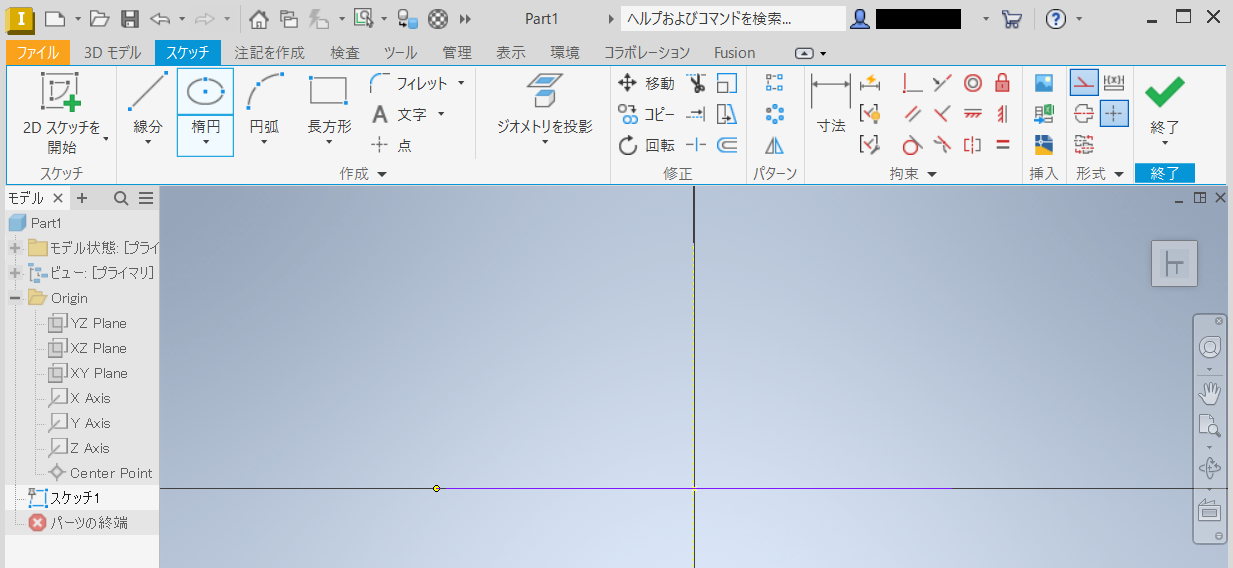 I
Part1
ヘルプおよびコマンドを検索...
ファイル
3D モデル
スケッチ
注記を作成
検査
ツール
管理
表示
環境
コラボレーション
Fusion
2D スケッチを
開始
線分
楕円
円弧
長方形
フィレット
A 文字
点
ジオメトリを投影
移動
コピー
回転
寸法
終了
スケッチ
作成
修正
パターン
拘束
挿入
形式
終了
モデル
Part1
モデル状態: [プライ
ビュー: [プライマリ]
Origin
YZ Plane
XZ Plane
XY Plane
X Axis
Y Axis
Z Axis
Center Point
スケッチ1
パーツの終端